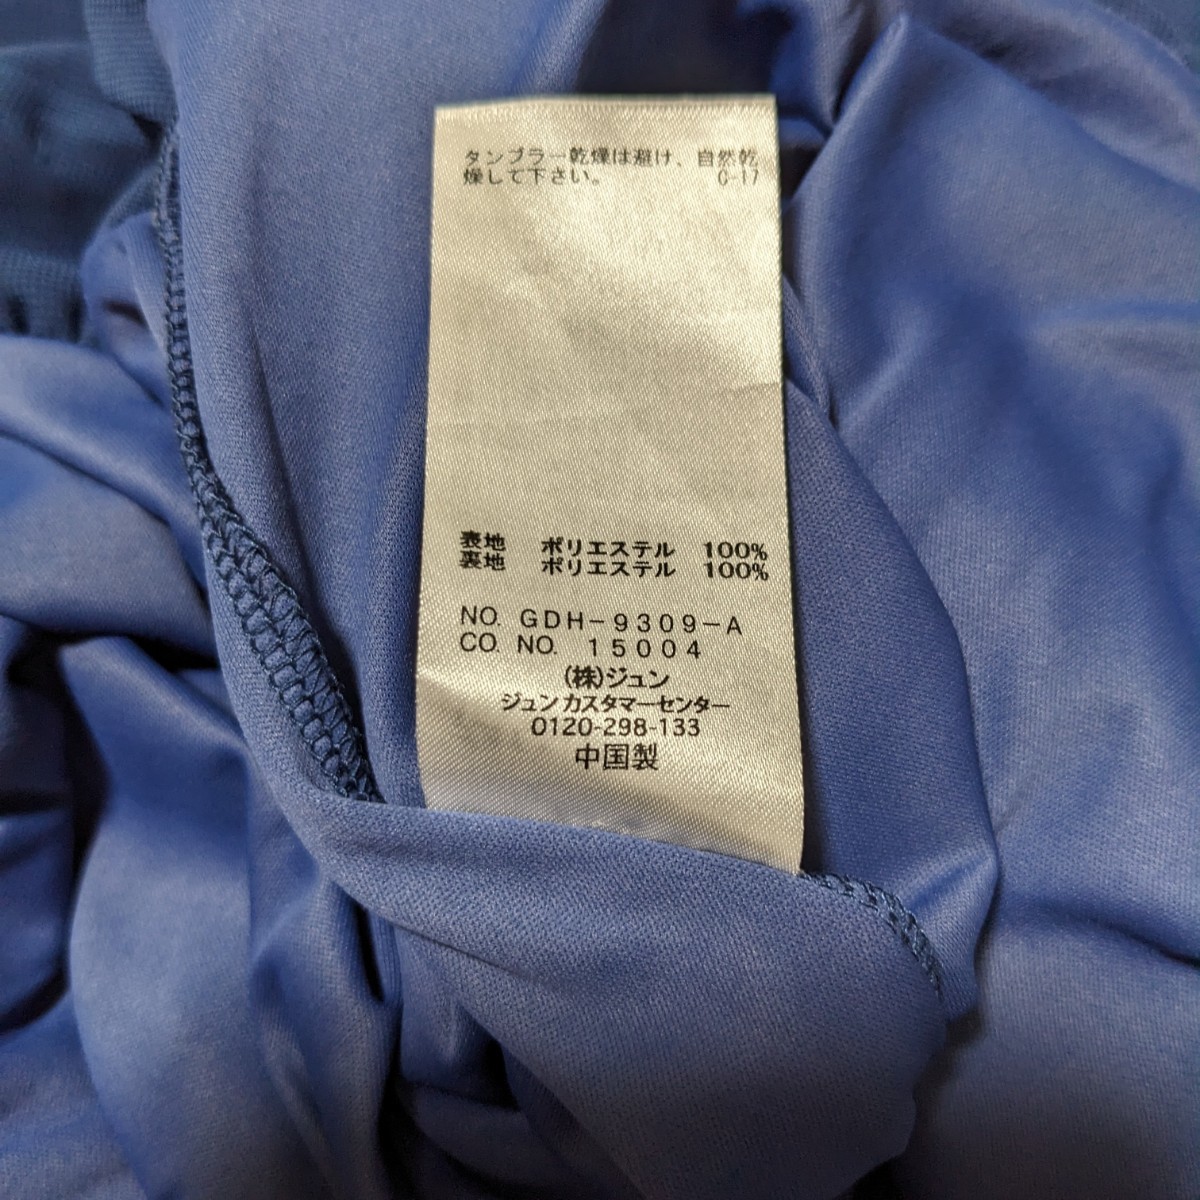 タンブラー乾燥は避け、自然乾
燥して下さい。 C-17
表地 ポリエステル 100%
裏地 ポリエステル 100%
NO. GDH-9309-A
CO. NO. 15004
(株)ジュン
ジュンカスタマーセンター
0120-298-133
中国製